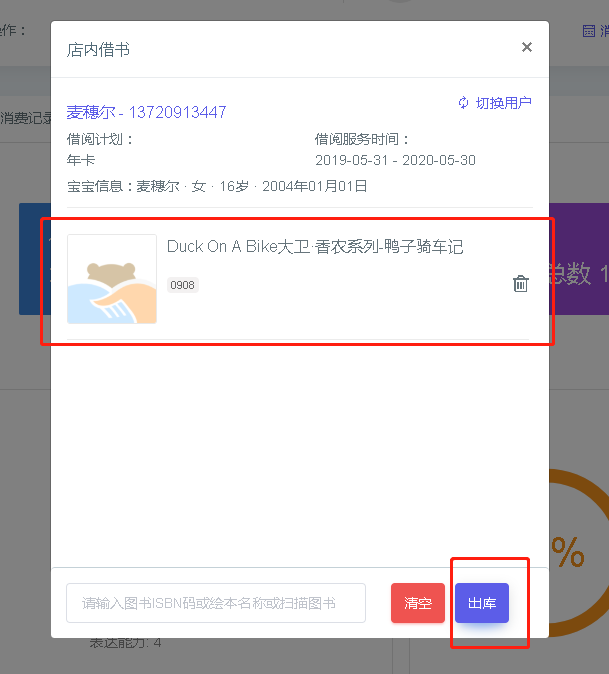 操作：
店内借书
×
麦穗尔 - 13720913447
切换用户
借阅计划：
借阅服务时间：
年卡
2019-05-31 - 2020-05-30
宝宝信息：麦穗尔 · 女 · 16岁 · 2004年01月01日
消费记录
Duck On A Bike大卫·香农系列-鸭子骑车记
0908
总数 1
%
请输入图书ISBN码或绘本名称或扫描图书
清空
出库
表达能力: 4